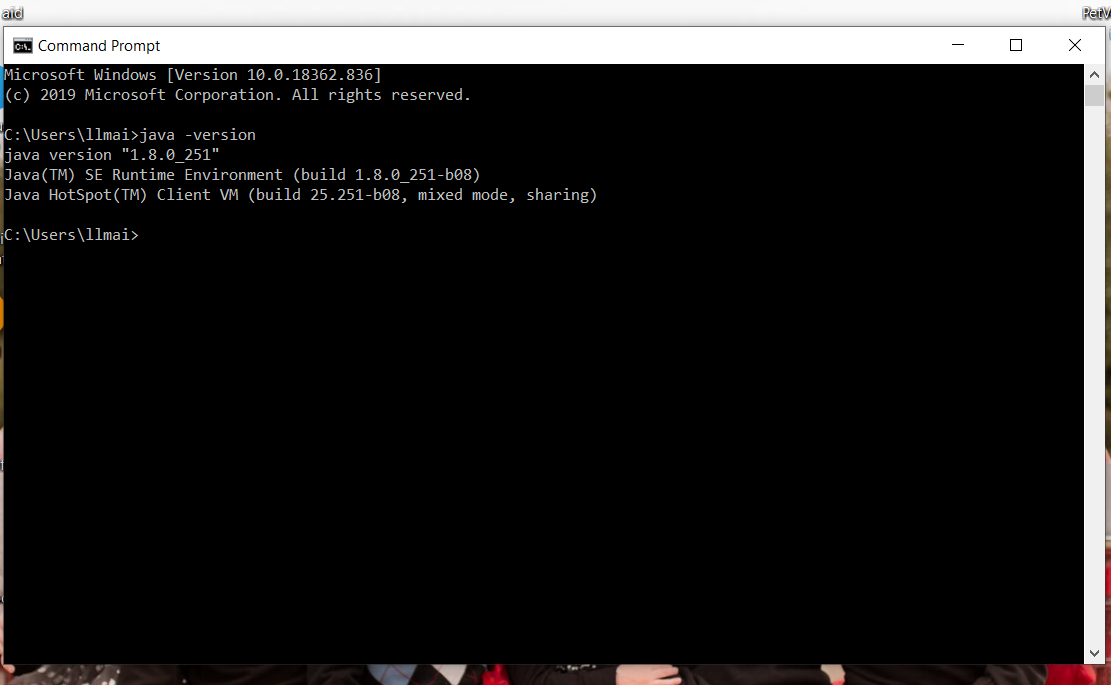 aid
PetV
Command Prompt
Microsoft Windows [Version 10.0.18362.836]
(c) 2019 Microsoft Corporation. All rights reserved.
C:\Users\llmai>java -version
java version "1.8.0_251"
Java(TM) SE Runtime Environment (build 1.8.0_251-b08)
Java HotSpot(TM) Client VM (build 25.251-b08, mixed mode, sharing)
C:\Users\llmai>